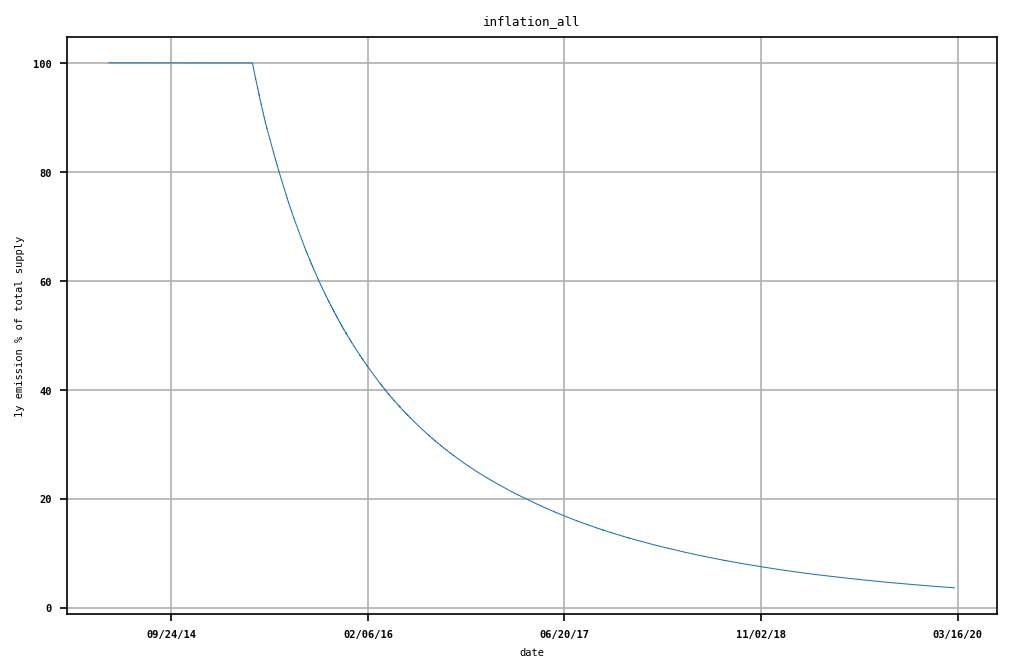 inflation_all
1y emission % of total supply
100
80
60
40
20
0
09/24/14 02/06/16 06/20/17 11/02/18 03/16/20
date